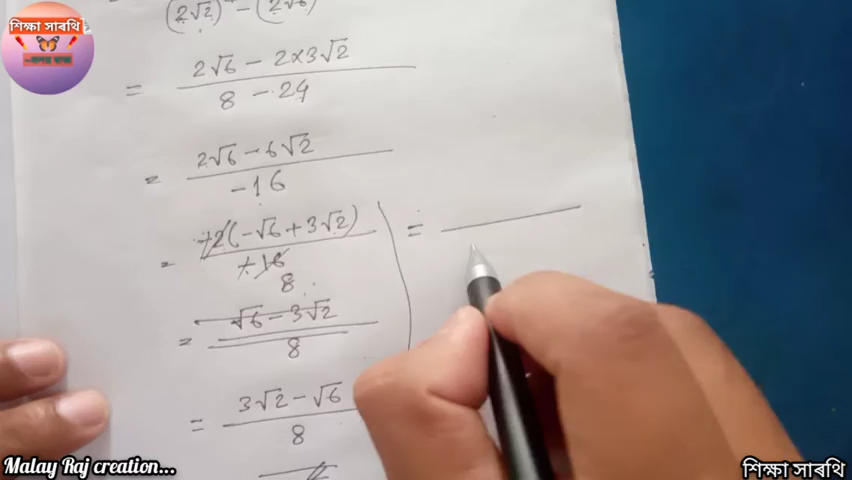 শিক্ষা সাৰথি
(2√2)² - (2√6)²
= (2√6 - 2×3√2) / (8 - 24)
= (2√6 - 6√2) / -16
= -2(-√6 + 3√2) / -16 =
8
= √6 - 3√2 / 8
= (3√2 - √6) / 8
Malay Raj creation... শিক্ষা সাৰথি